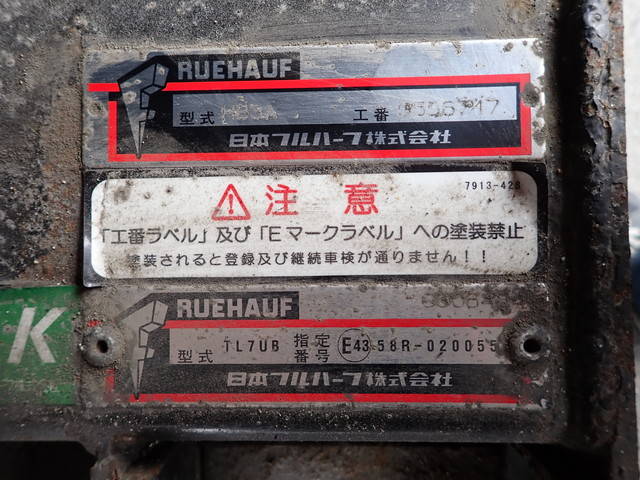 RUEHAUF
型式 工番
日本フルハーフ株式会社
7913-428
注意
「工番ラベル」及び「Eマークラベル」への塗装禁止
塗装されると登録及び継続車検が通りません!!
RUEHAUF
型式 TL7UB 指定番号 E43 58R-020055
日本フルハーフ株式会社
K